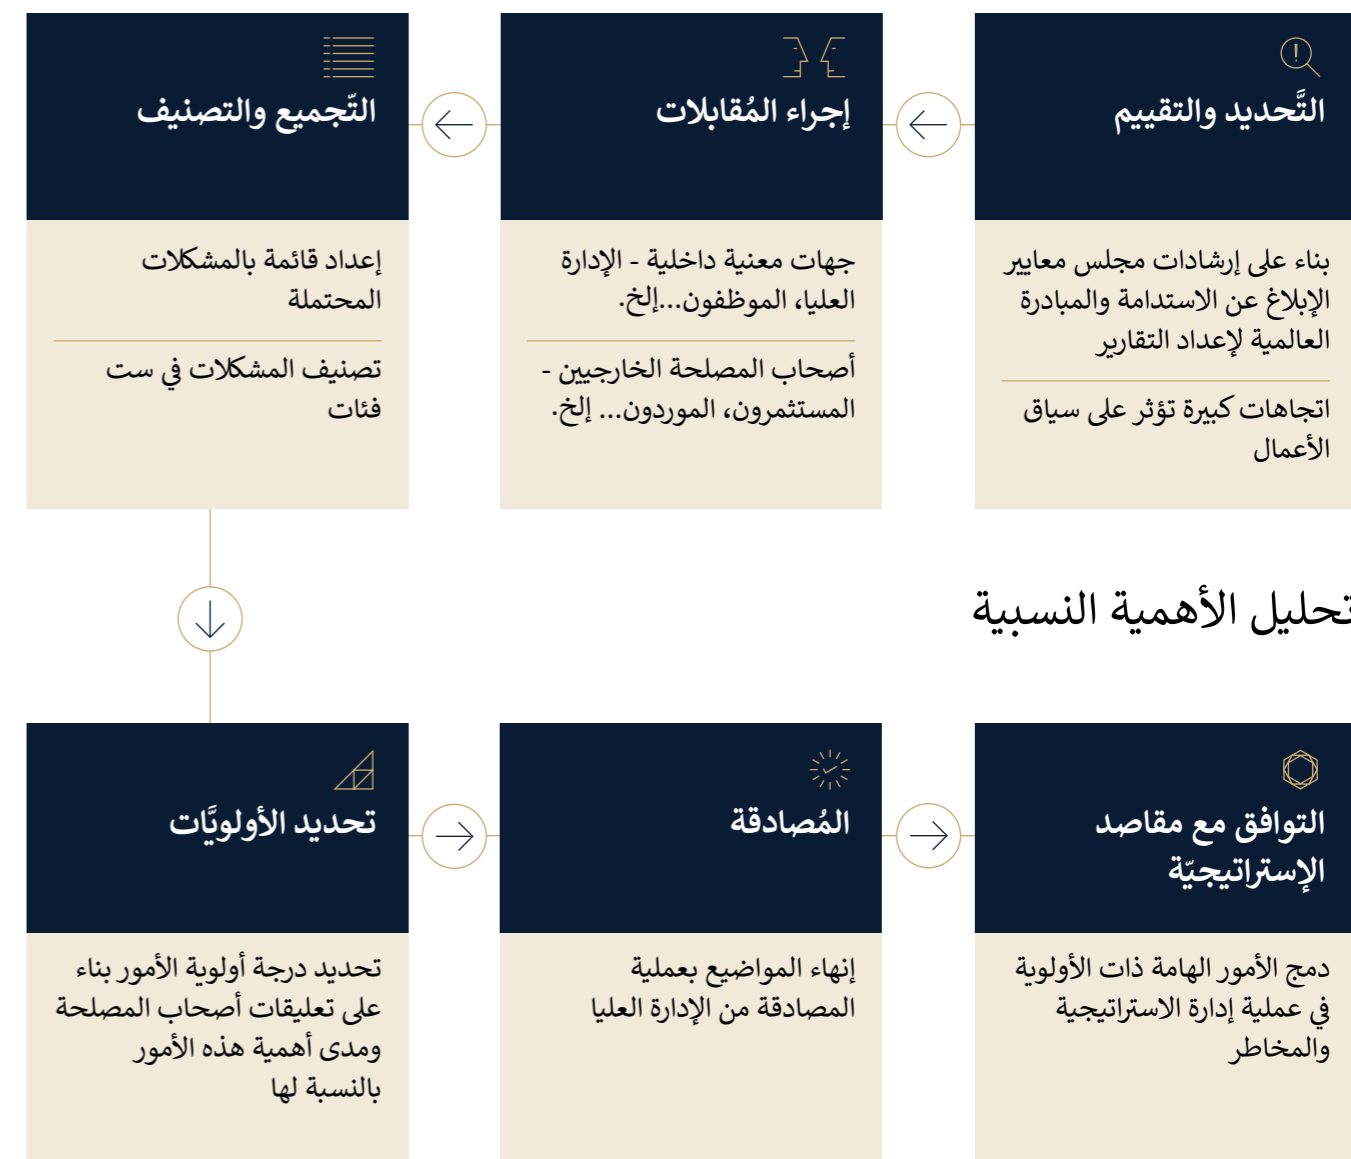 التَّحديد والتقييم
بناء على إرشادات مجلس معايير
الإبلاغ عن الاستدامة والمبادرة
العالمية لإعداد التقارير
اتجاهات كبيرة تؤثر على سياق
الأعمال
إجراء المُقابلات
جهات معنية داخلية - الإدارة
العليا، الموظفون...إلخ.
أصحاب المصلحة الخارجيين -
المستثمرون، الموردون... إلخ.
التّجميع والتصنيف
إعداد قائمة بالمشكلات
المحتملة
تصنيف المشكلات في ست
فئات
تحليل الأهمية النسبية
تحديد الأولويَّات
تحديد درجة أولوية الأمور بناء
على تعليقات أصحاب المصلحة
ومدى أهمية هذه الأمور
بالنسبة لها
المُصادقة
إنهاء المواضيع بعملية
المصادقة من الإدارة العليا
التوافق مع مقاصد
الإستراتيجيّة
دمج الأمور الهامة ذات الأولوية
في عملية إدارة الاستراتيجية
والمخاطر